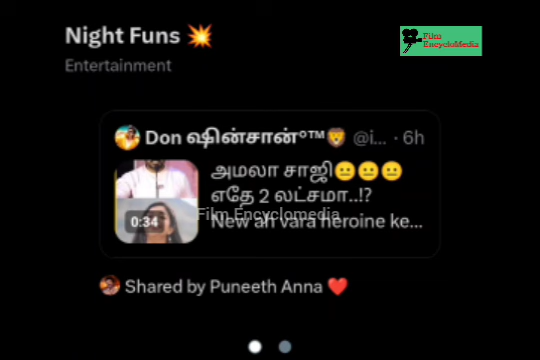 Night Funs 💥
Film
EncycloMedia
Entertainment
Don ஷின்சான்°™🦁 @i... · 6h
அமலா சாஜி😐😐😐
எதே 2 லட்சமா..!?
Film Encyclomedia
New ah vara heroine ke...
0:34
Shared by Puneeth Anna ❤️